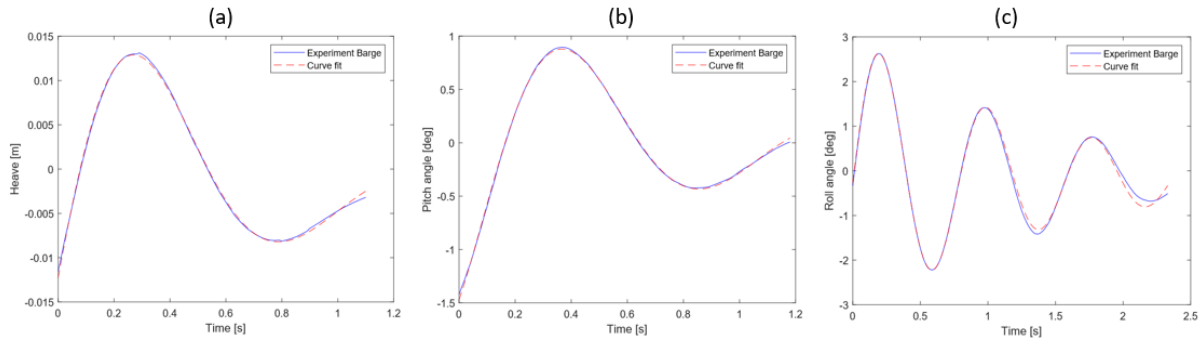 (a)
Heave [m]
0.015
0.01
0.005
0
-0.005
-0.01
-0.015
0
0.2
0.4
0.6
0.8
1
1.2
Time [s]
Experiment Barge
Curve fit
(b)
Pitch angle [deg]
1
0.5
0
-0.5
-1
-1.5
0
0.2
0.4
0.6
0.8
1
1.2
Time [s]
Experiment Barge
Curve fit
(c)
Roll angle [deg]
3
2
1
0
-1
-2
-3
0
0.5
1
1.5
2
2.5
Time [s]
Experiment Barge
Curve fit